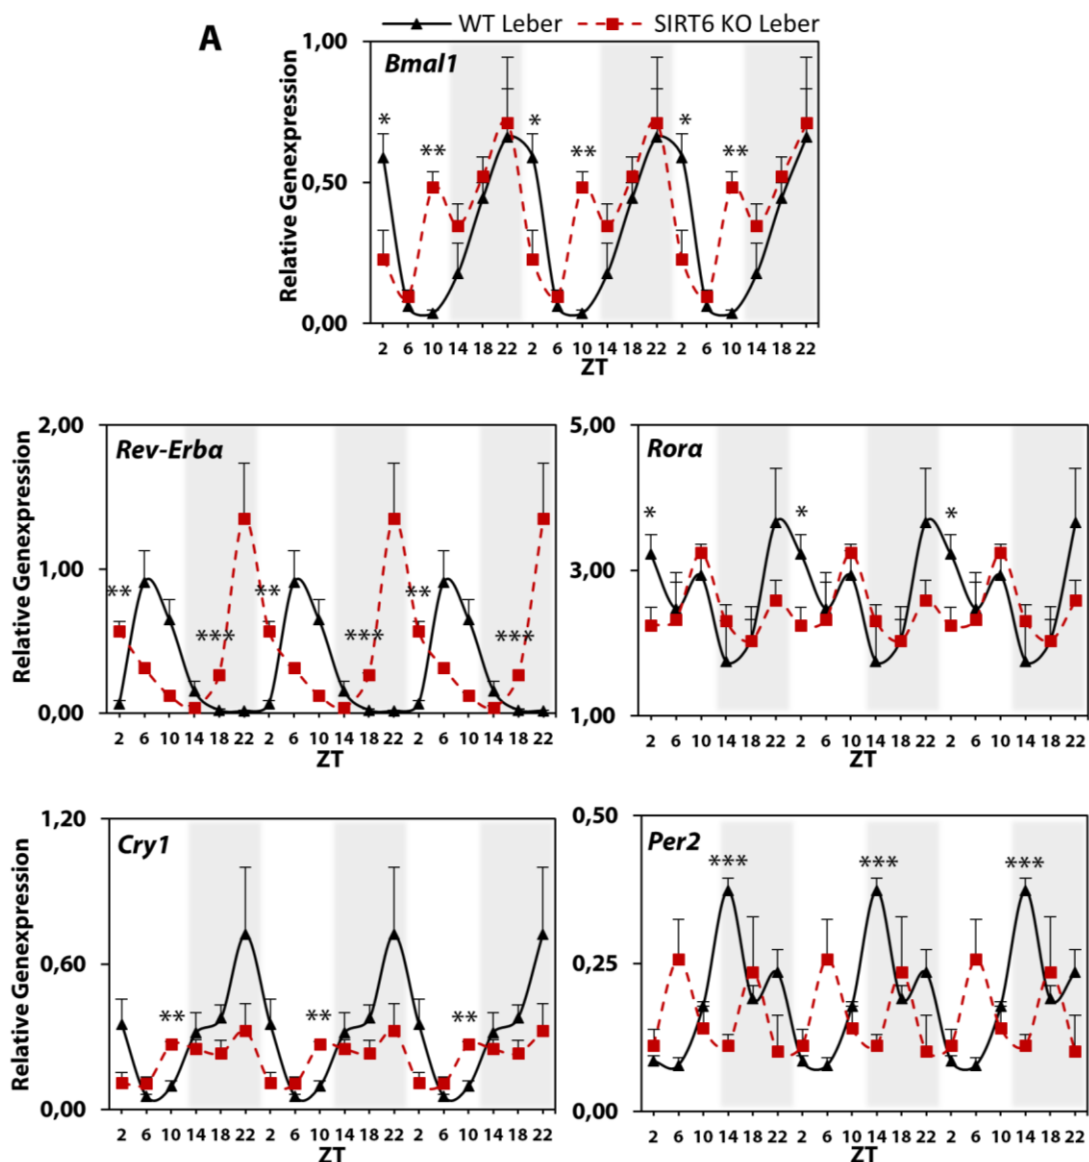 A
WT Leber SIRT6 KO Leber
Bmal1
Relative Genexpression
1,00
0,50
0,00
* ** * ** * **
2 6 10 14 18 22 2 6 10 14 18 22 2 6 10 14 18 22
ZT
Rev-Erba
Relative Genexpression
2,00
1,00
0,00
** *** ** *** ** ***
2 6 10 14 18 22 2 6 10 14 18 22 2 6 10 14 18 22
ZT
Rora
5,00
3,00
1,00
* * *
2 6 10 14 18 22 2 6 10 14 18 22 2 6 10 14 18 22
ZT
Cry1
Relative Genexpression
1,20
0,60
0,00
** ** **
2 6 10 14 18 22 2 6 10 14 18 22 2 6 10 14 18 22
ZT
Per2
0,50
0,25
0,00
*** *** ***
2 6 10 14 18 22 2 6 10 14 18 22 2 6 10 14 18 22
ZT